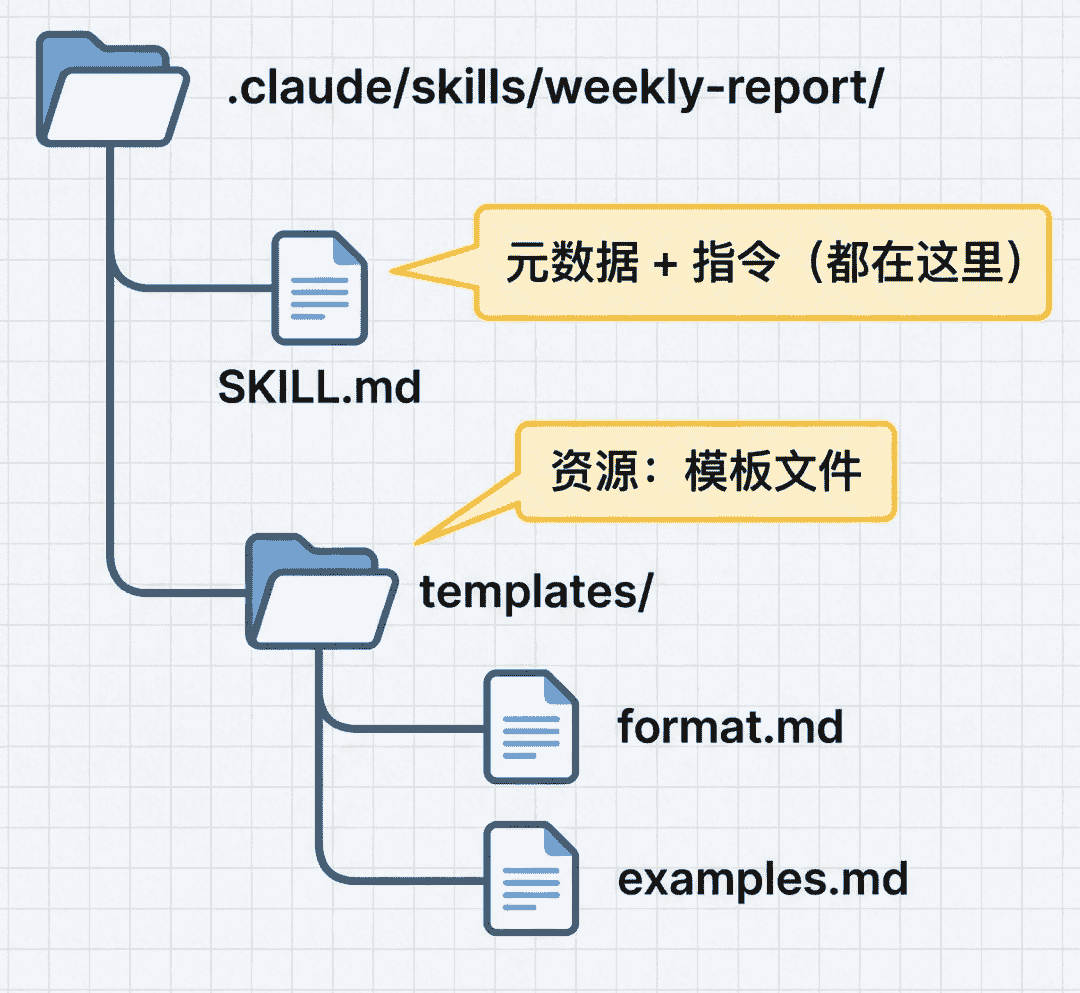 .claude/skills/weekly-report/
元数据 + 指令（都在这里）
SKILL.md
资源：模板文件
templates/
format.md
examples.md